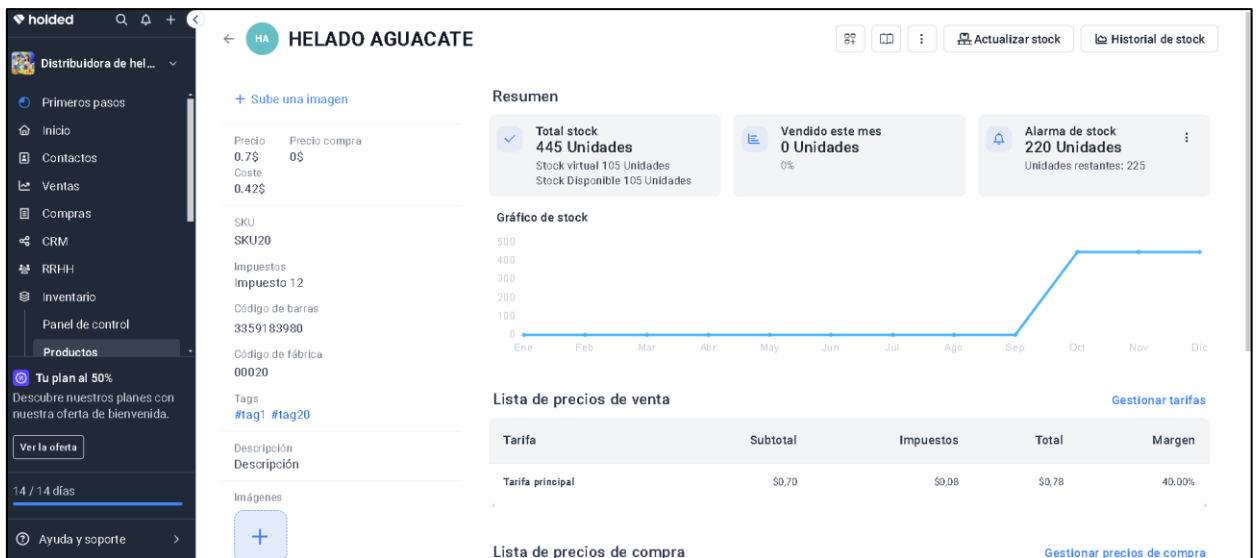 holded
Distribuidora de hel...
Primeros pasos
Inicio
Contactos
Ventas
Compras
CRM
RRHH
Inventario
Panel de control
Productos
Tu plan al 50%
Descubre nuestros planes con
nuestra oferta de bienvenida.
Ver la oferta
14 / 14 días
Ayuda y soporte
HA HELADO AGUACATE
Actualizar stock Historial de stock
+ Sube una imagen
Precio Precio compra
0.7$ 0$
Coste
0.42$
SKU
SKU20
Impuestos
Impuesto 12
Código de barras
3359183980
Código de fábrica
00020
Tags
#tag1 #tag20
Descripción
Descripción
Imágenes
Resumen
Total stock
445 Unidades
Stock virtual 105 Unidades
Stock Disponible 105 Unidades
Vendido este mes
0 Unidades
0%
Alarma de stock
220 Unidades
Unidades restantes: 225
Gráfico de stock
500
400
300
200
100
0
Ene Feb Mar Abr May Jun Jul Ago Sep Oct Nov Dic
Lista de precios de venta Gestionar tarifas
Tarifa Subtotal Impuestos Total Margen
Tarifa principal $0,70 $0,08 $0,78 40.00%
Lista de precios de compra Gestionar precios de compra